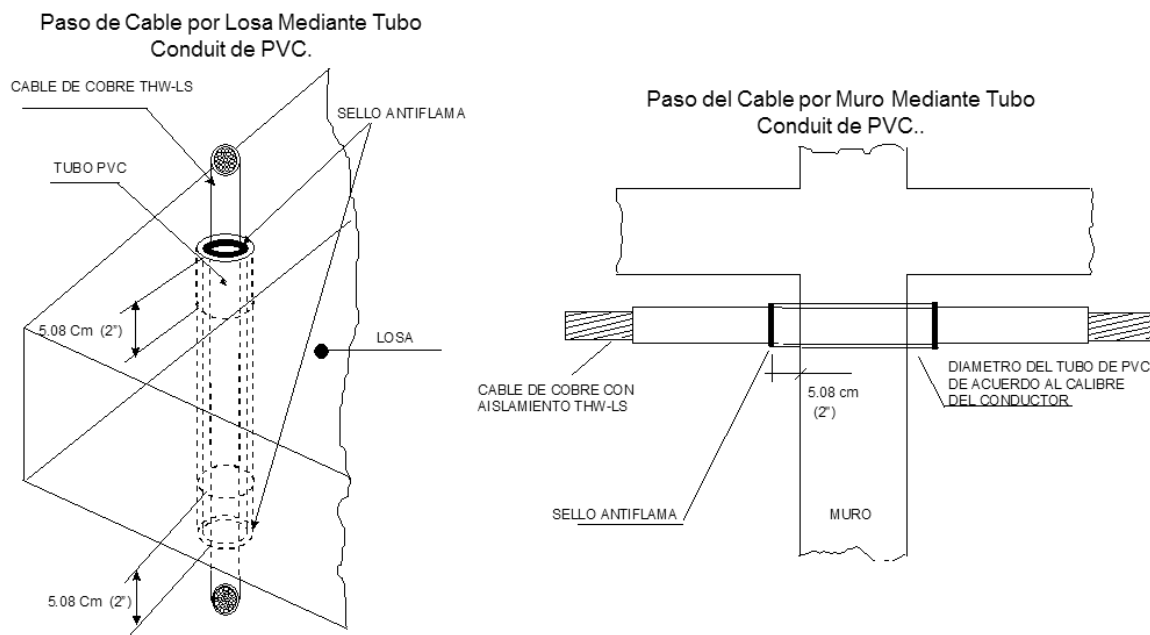 Paso de Cable por Losa Mediante Tubo
Conduit de PVC.
CABLE DE COBRE THW-LS
SELLO ANTIFLAMA
TUBO PVC
5.08 Cm (2")
LOSA
5.08 Cm (2")
Paso del Cable por Muro Mediante Tubo
Conduit de PVC..
CABLE DE COBRE CON
AISLAMIENTO THW-LS
5.08 cm
(2")
DIAMETRO DEL TUBO DE PVC
DE ACUERDO AL CALIBRE
DEL CONDUCTOR
SELLO ANTIFLAMA
MURO